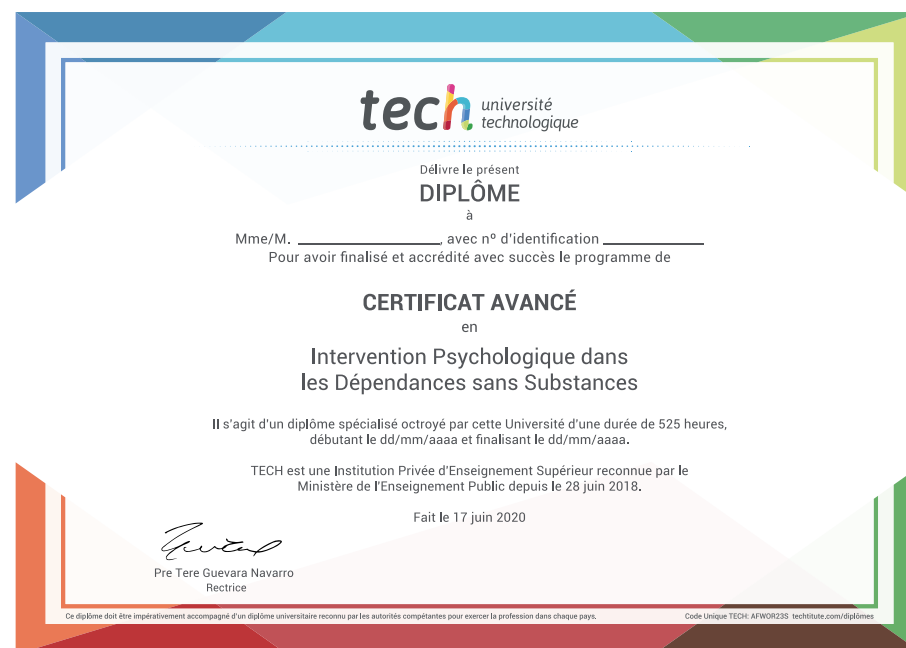 tech université
technologique
Délivre le présent
DIPLÔME
à
Mme/M. ____________________, avec nº d'identification ______________
Pour avoir finalisé et accrédité avec succès le programme de
CERTIFICAT AVANCÉ
en
Intervention Psychologique dans
les Dépendances sans Substances
Il s'agit d'un diplôme spécialisé octroyé par cette Université d'une durée de 525 heures,
débutant le dd/mm/aaaa et finalisant le dd/mm/aaaa.
TECH est une Institution Privée d'Enseignement Supérieur reconnue par le
Ministère de l'Enseignement Public depuis le 28 juin 2018.
Fait le 17 juin 2020
Pre Tere Guevara Navarro
Rectrice
Ce diplôme doit être impérativement accompagné d'un diplôme universitaire reconnu par les autorités compétentes pour exercer la profession dans chaque pays.
Code Unique TECH: AFWOR23S techtitute.com/diplômes